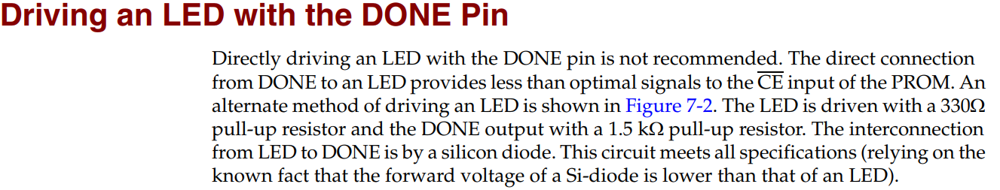 Driving an LED with the DONE Pin
Directly driving an LED with the DONE pin is not recommended. The direct connection
from DONE to an LED provides less than optimal signals to the C̅E̅ input of the PROM. An
alternate method of driving an LED is shown in Figure 7-2. The LED is driven with a 330Ω
pull-up resistor and the DONE output with a 1.5 kΩ pull-up resistor. The interconnection
from LED to DONE is by a silicon diode. This circuit meets all specifications (relying on the
known fact that the forward voltage of a Si-diode is lower than that of an LED).